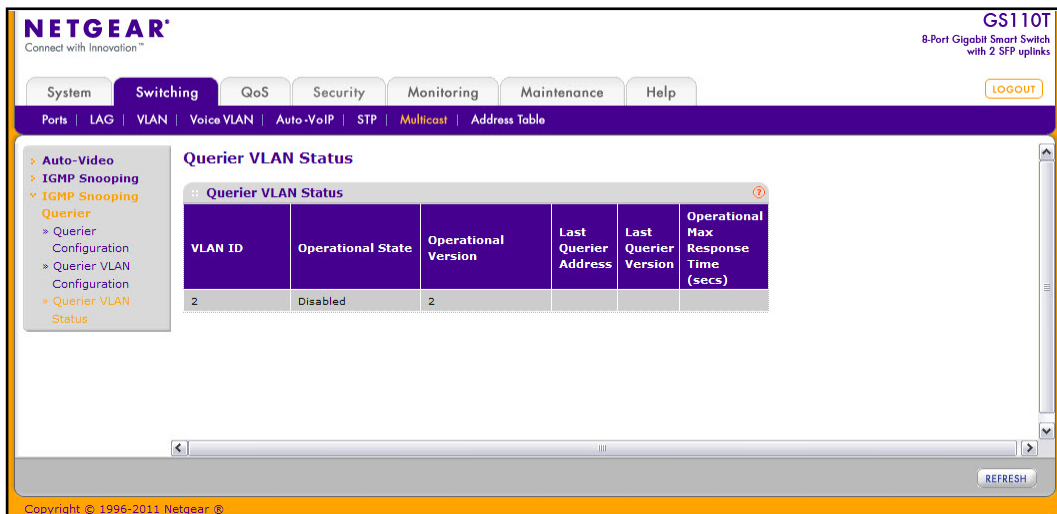 NETGEAR®
Connect with Innovation™
GS110T
8-Port Gigabit Smart Switch
with 2 SFP uplinks
System Switching QoS Security Monitoring Maintenance Help
LOGOUT
Ports | LAG | VLAN | Voice VLAN | Auto-VoIP | STP | Multicast | Address Table
Auto-Video
IGMP Snooping
IGMP Snooping
Querier
» Querier
Configuration
» Querier VLAN
Configuration
» Querier VLAN
Status
Querier VLAN Status
Querier VLAN Status
?
VLAN ID
Operational State
Operational
Version
Last
Querier
Address
Last
Querier
Version
Operational
Max
Response
Time
(secs)
2 Disabled 2
REFRESH
Copyright © 1996-2011 Netgear ®